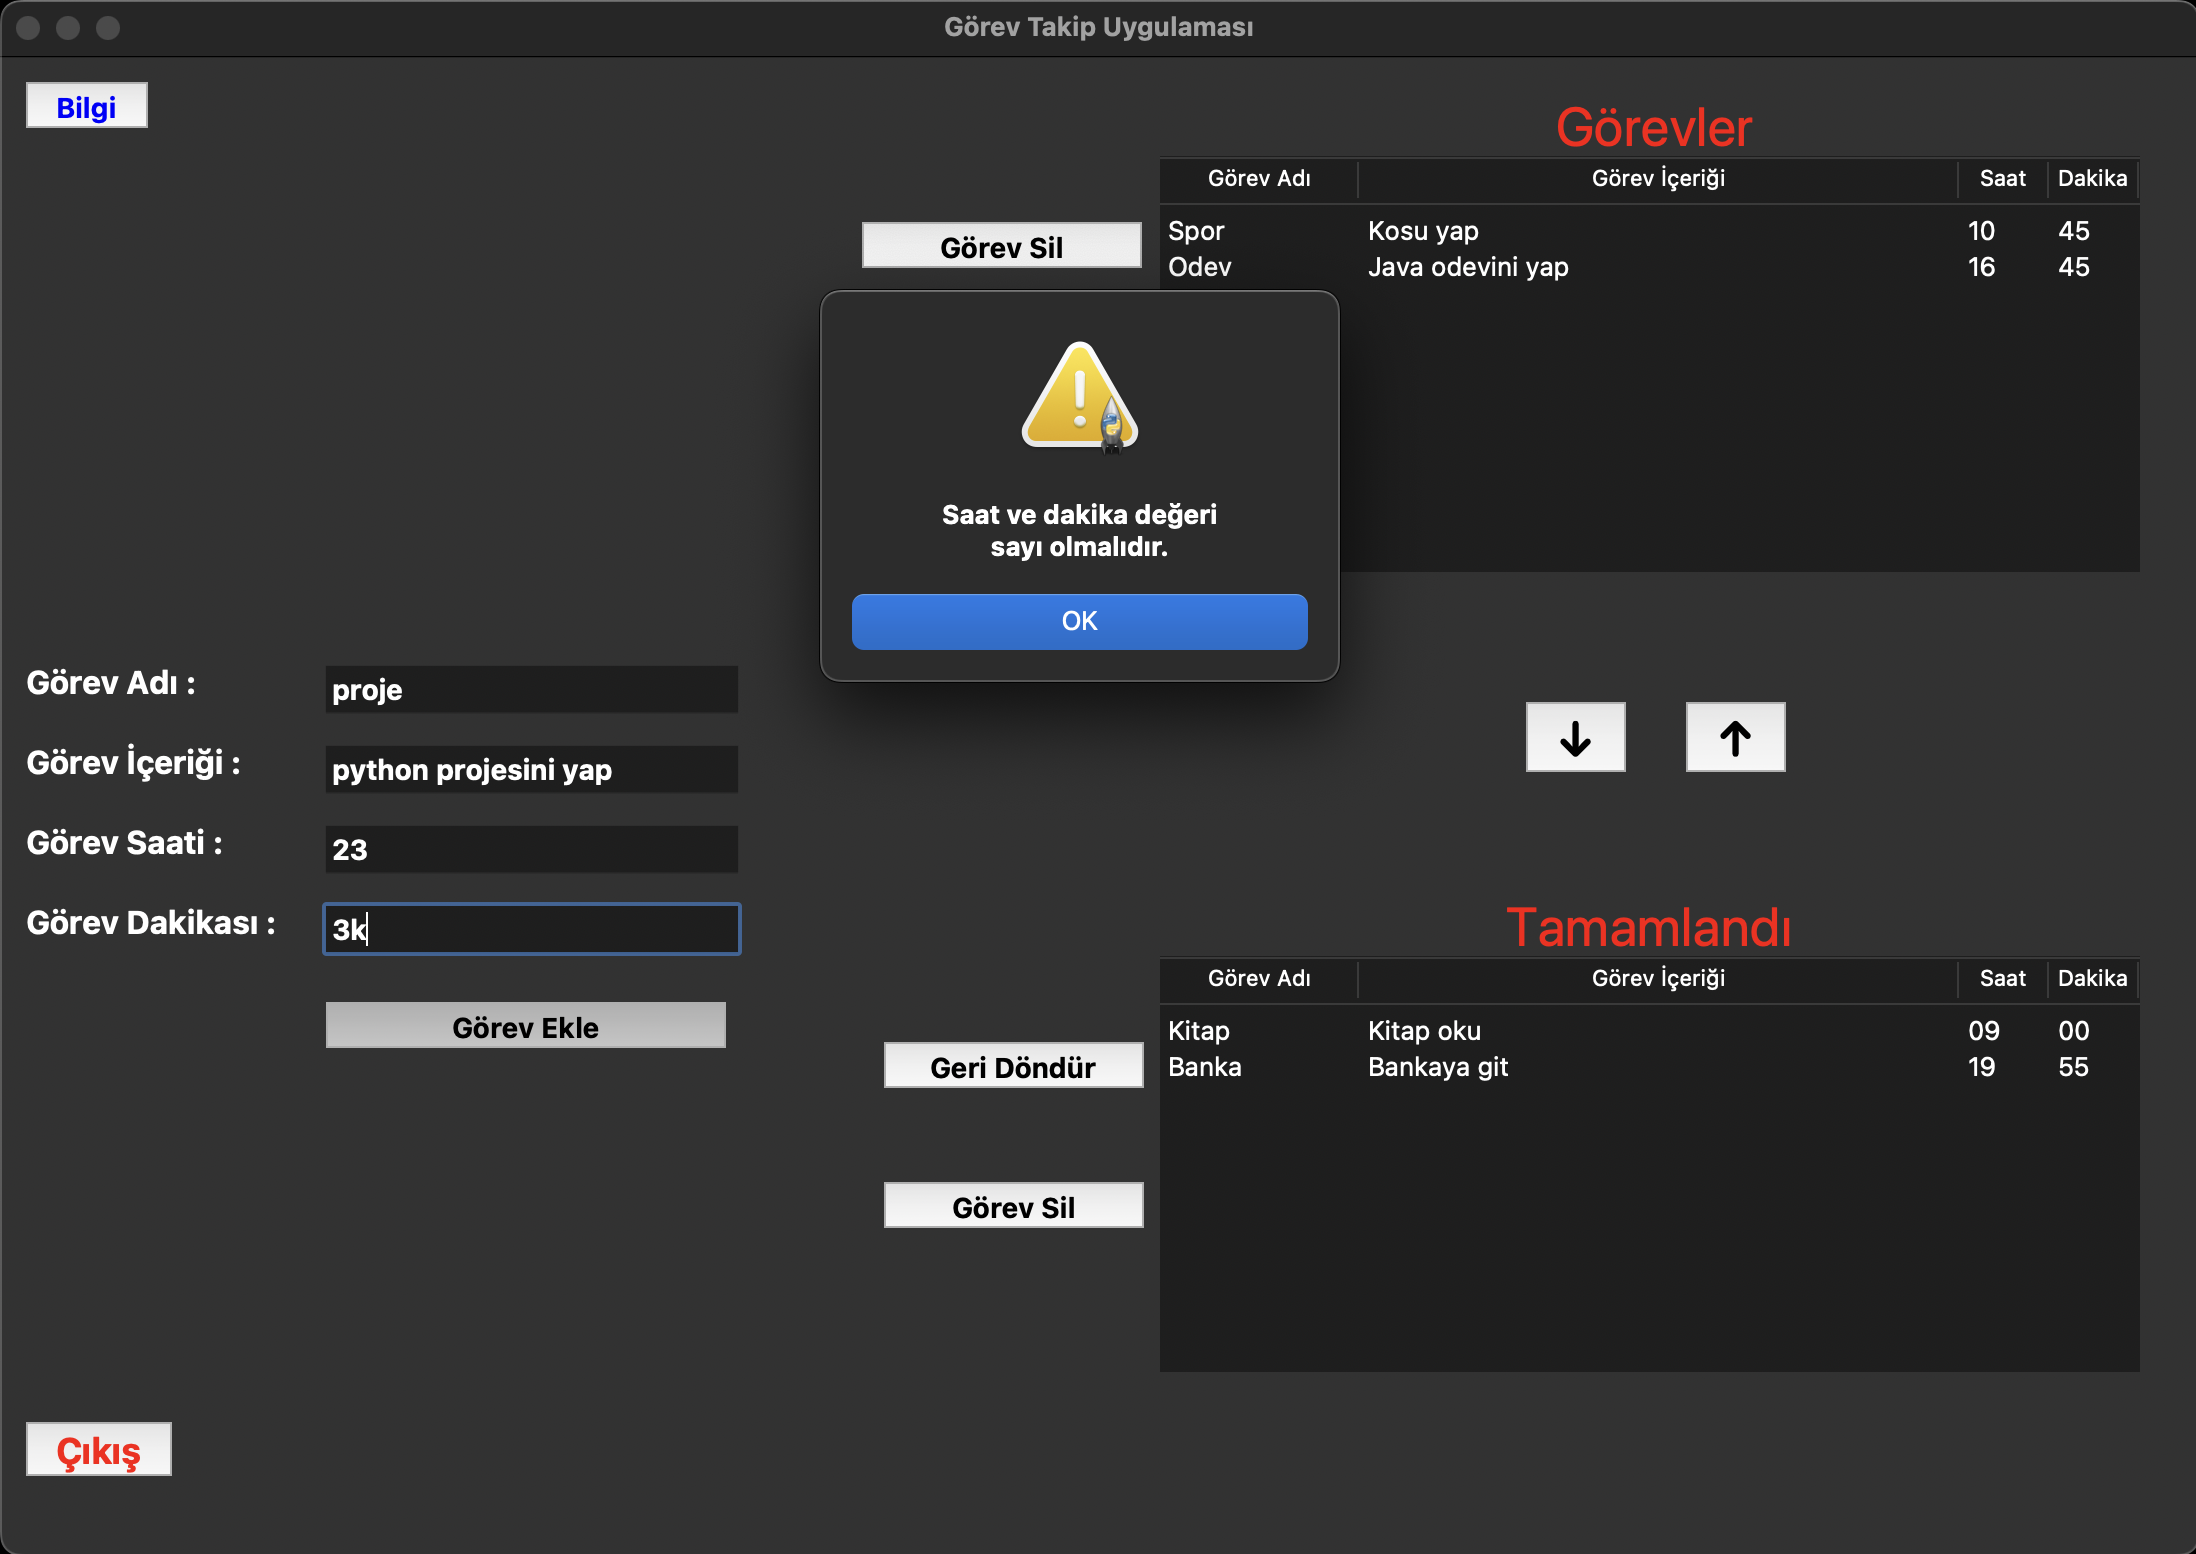 Görev Takip Uygulaması
Bilgi
Görevler
Görev Adı Görev İçeriği Saat Dakika
Spor Kosu yap 10 45
Odev Java odevini yap 16 45
Görev Sil
Saat ve dakika değeri
sayı olmalıdır.
OK
Görev Adı : proje
Görev İçeriği : python projesini yap
Görev Saati : 23
Görev Dakikası : 3k
Görev Ekle
↓ ↑
Tamamlandı
Görev Adı Görev İçeriği Saat Dakika
Kitap Kitap oku 09 00
Banka Bankaya git 19 55
Geri Döndür
Görev Sil
Çıkış